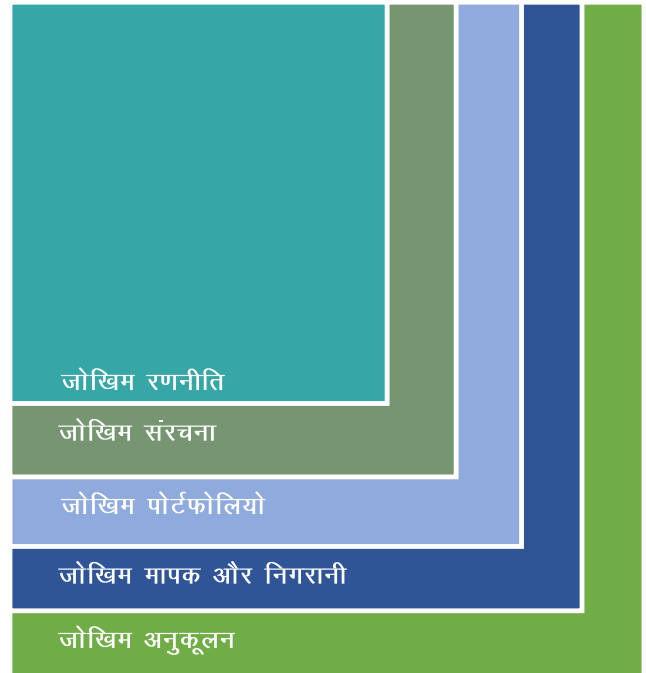 जोखिम रणनीति
जोखिम संरचना
जोखिम पोर्टफोलियो
जोखिम मापक और निगरानी
जोखिम अनुकूलन